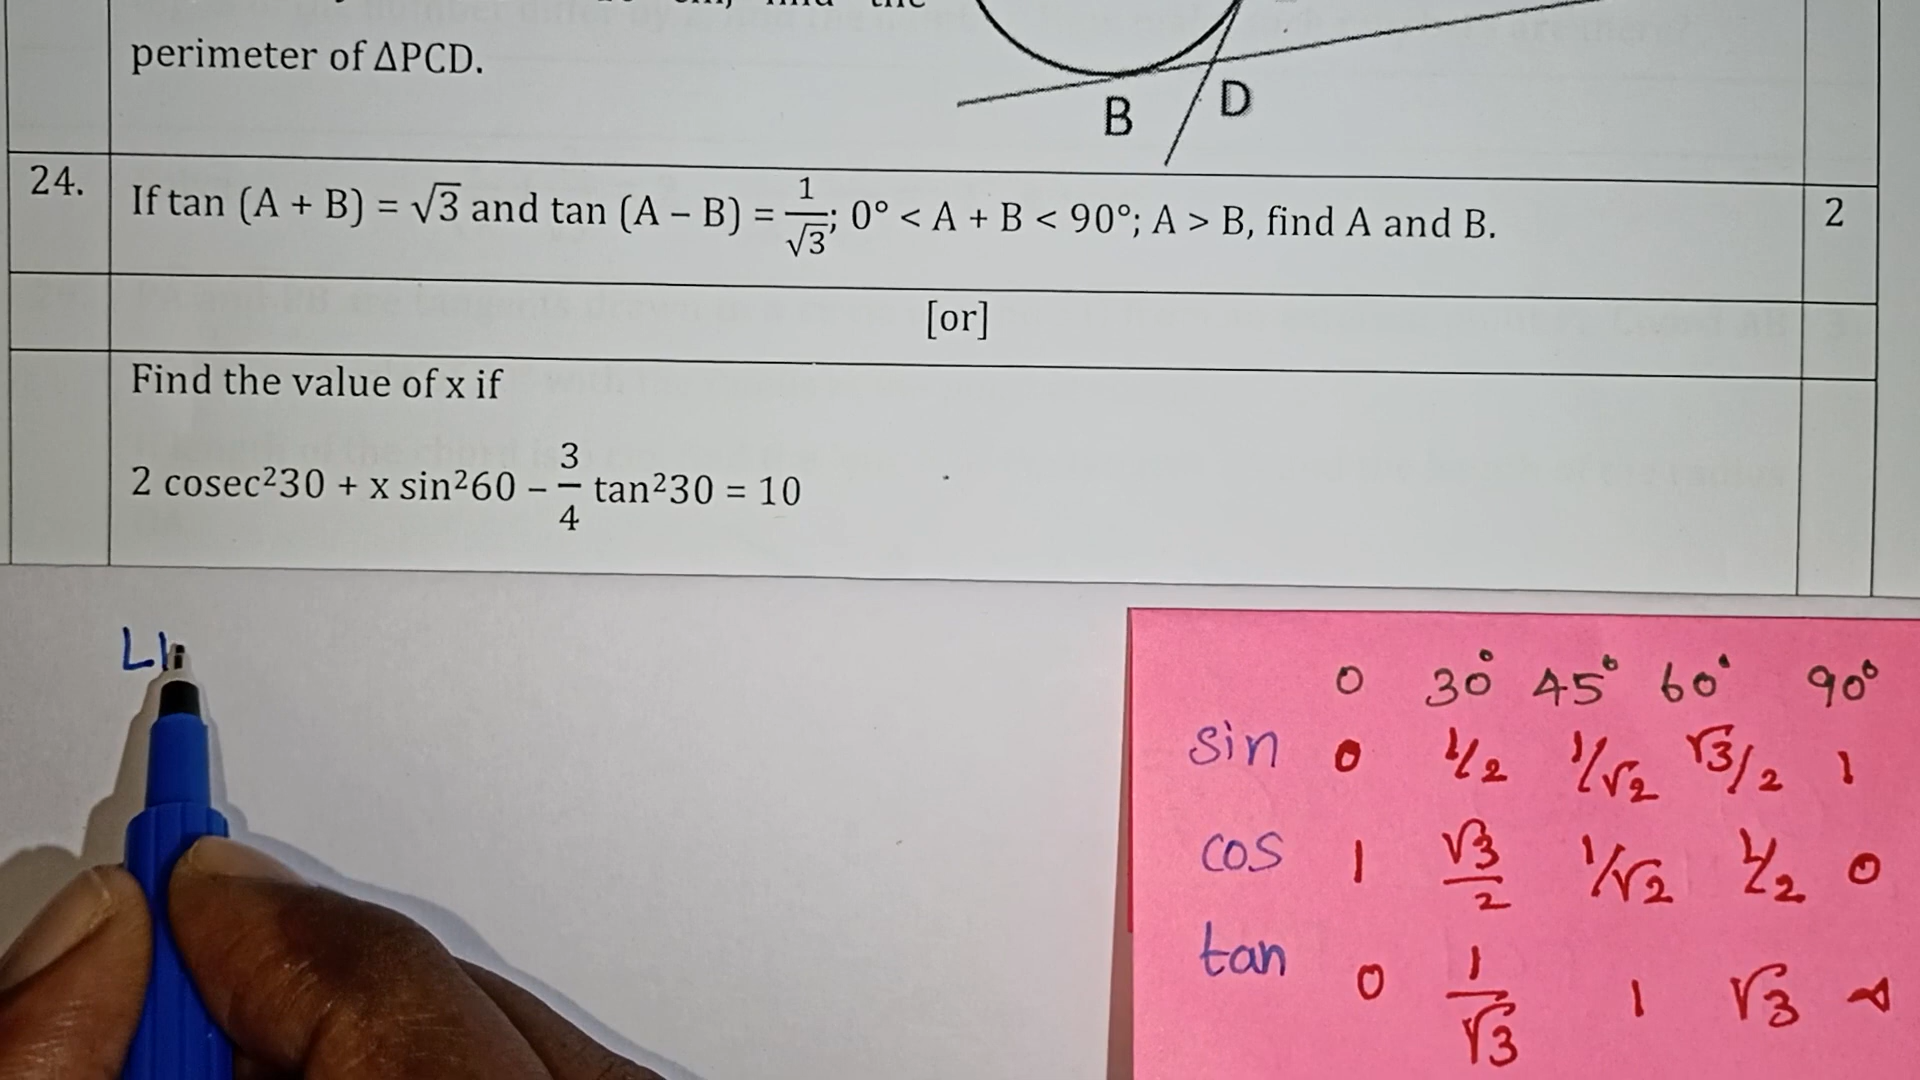 the
perimeter of ΔPCD.
B
D
24.
If tan (A + B) = √3 and tan (A – B) = 1/√3; 0° < A + B < 90°; A > B, find A and B.
2
[or]
Find the value of x if
2 cosec²30 + x sin²60 – 3/4 tan²30 = 10
0 30° 45° 60° 90°
sin 0 1/2 1/√2 √3/2 1
cos 1 √3/2 1/√2 1/2 0
tan 0 1/√3 1 √3